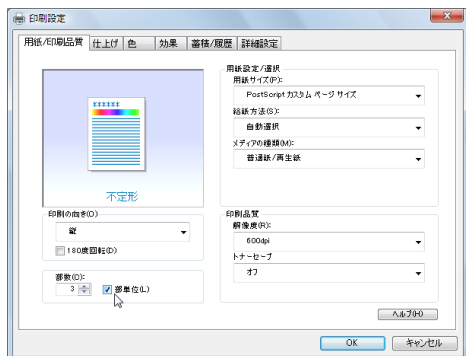 印刷設定
用紙/印刷品質 仕上げ 色 効果 蓄積/履歴 詳細設定
不定形
印刷の向き(O)
縦
180度回転(D)
部数(C):
3 部単位(L)
用紙設定/選択
用紙サイズ(P):
PostScript カスタム ページ サイズ
給紙方法(S):
自動選択
メディアの種類(M):
普通紙/再生紙
印刷品質
解像度(R):
600dpi
トナーセーブ
オフ
ヘルプ(H)
OK キャンセル